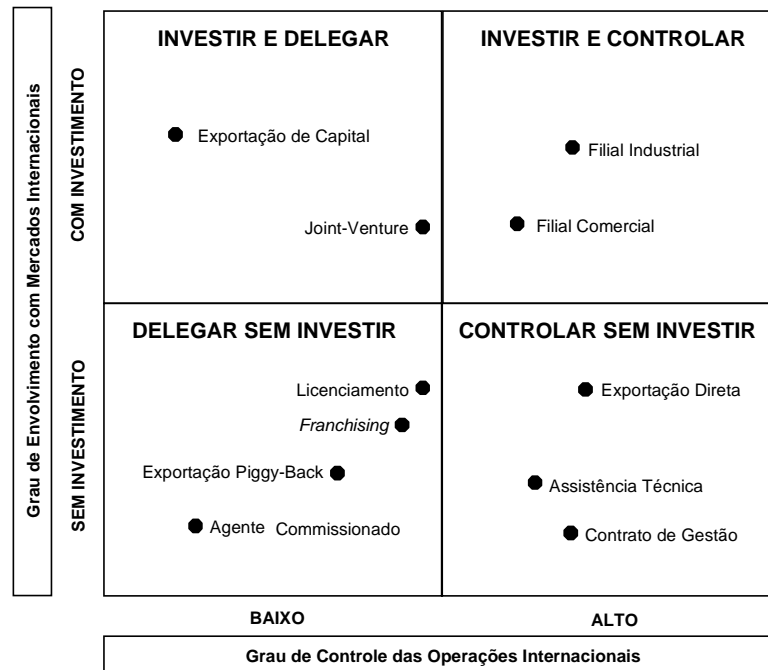 INVESTIR E DELEGAR
INVESTIR E CONTROLAR
Grau de Envolvimento com Mercados Internacionais
COM INVESTIMENTO
Exportação de Capital
Filial Industrial
Joint-Venture
Filial Comercial
DELEGAR SEM INVESTIR
CONTROLAR SEM INVESTIR
SEM INVESTIMENTO
Licenciamento
Exportação Direta
Franchising
Exportação Piggy-Back
Assistência Técnica
Agente Commissionado
Contrato de Gestão
BAIXO
ALTO
Grau de Controle das Operações Internacionais